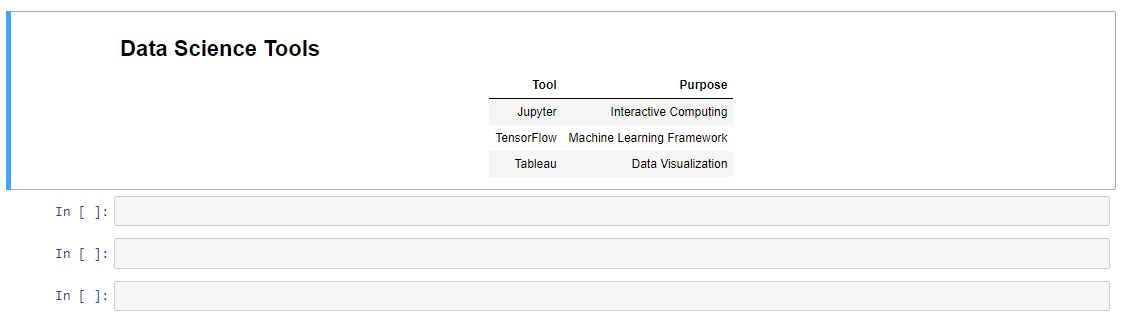 Data Science Tools
Tool Purpose
Jupyter Interactive Computing
TensorFlow Machine Learning Framework
Tableau Data Visualization
In [ ]:
In [ ]:
In [ ]: